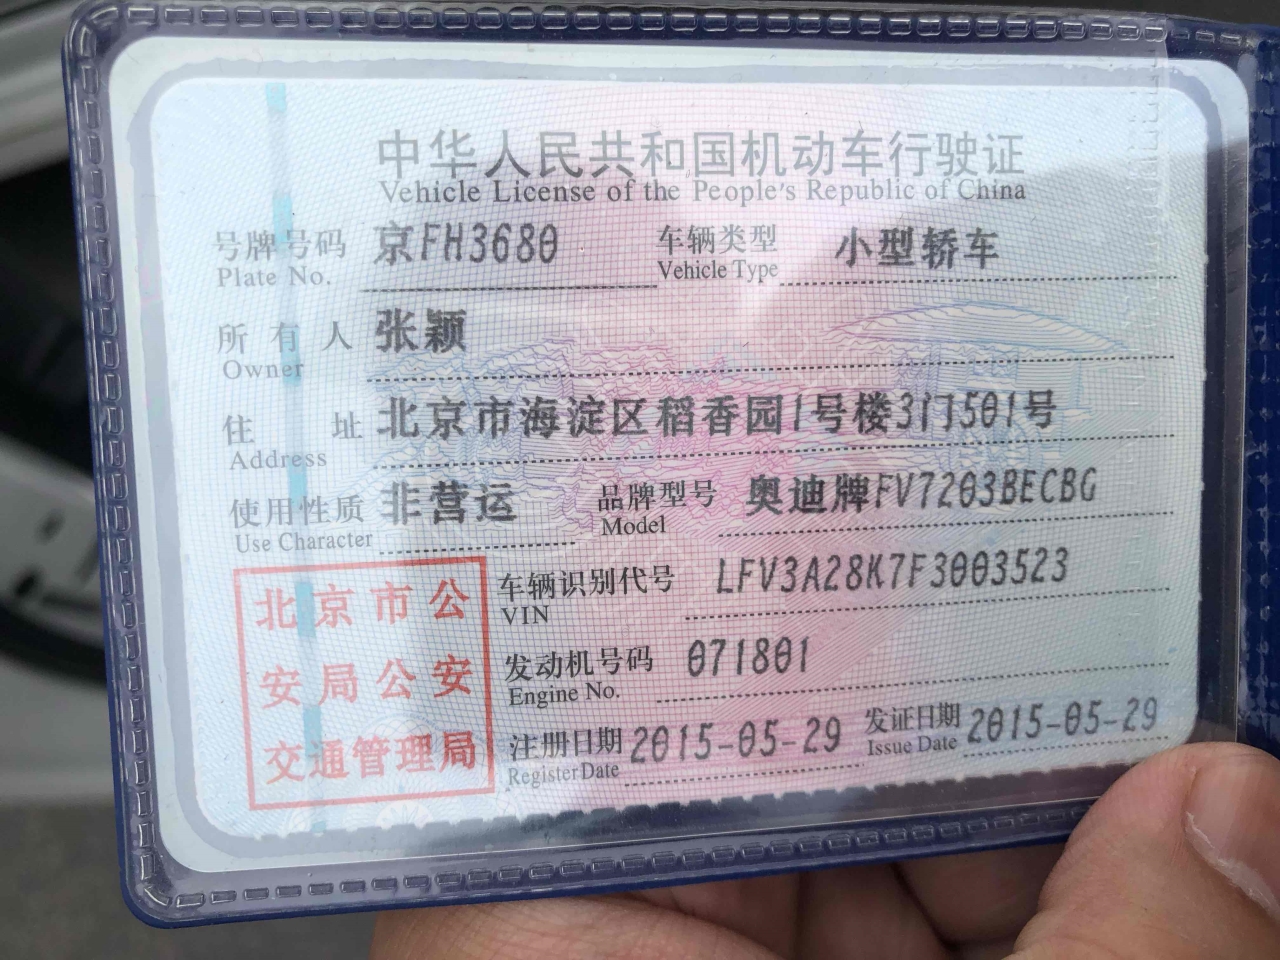 中华人民共和国机动车行驶证
Vehicle License of the People's Republic of China
号牌号码 京FH3680 车辆类型 小型轿车
Plate No. Vehicle Type
所有人 张颖
Owner
住址 北京市海淀区稻香园1号楼3门501号
Address
使用性质 非营运 品牌型号 奥迪牌FV7203BECBG
Use Character Model
车辆识别代号 LFV3A28K7F3003523
VIN
发动机号码 071801
Engine No.
注册日期 2015-05-29 发证日期 2015-05-29
Register Date Issue Date
北京市公
安局公安
交通管理局